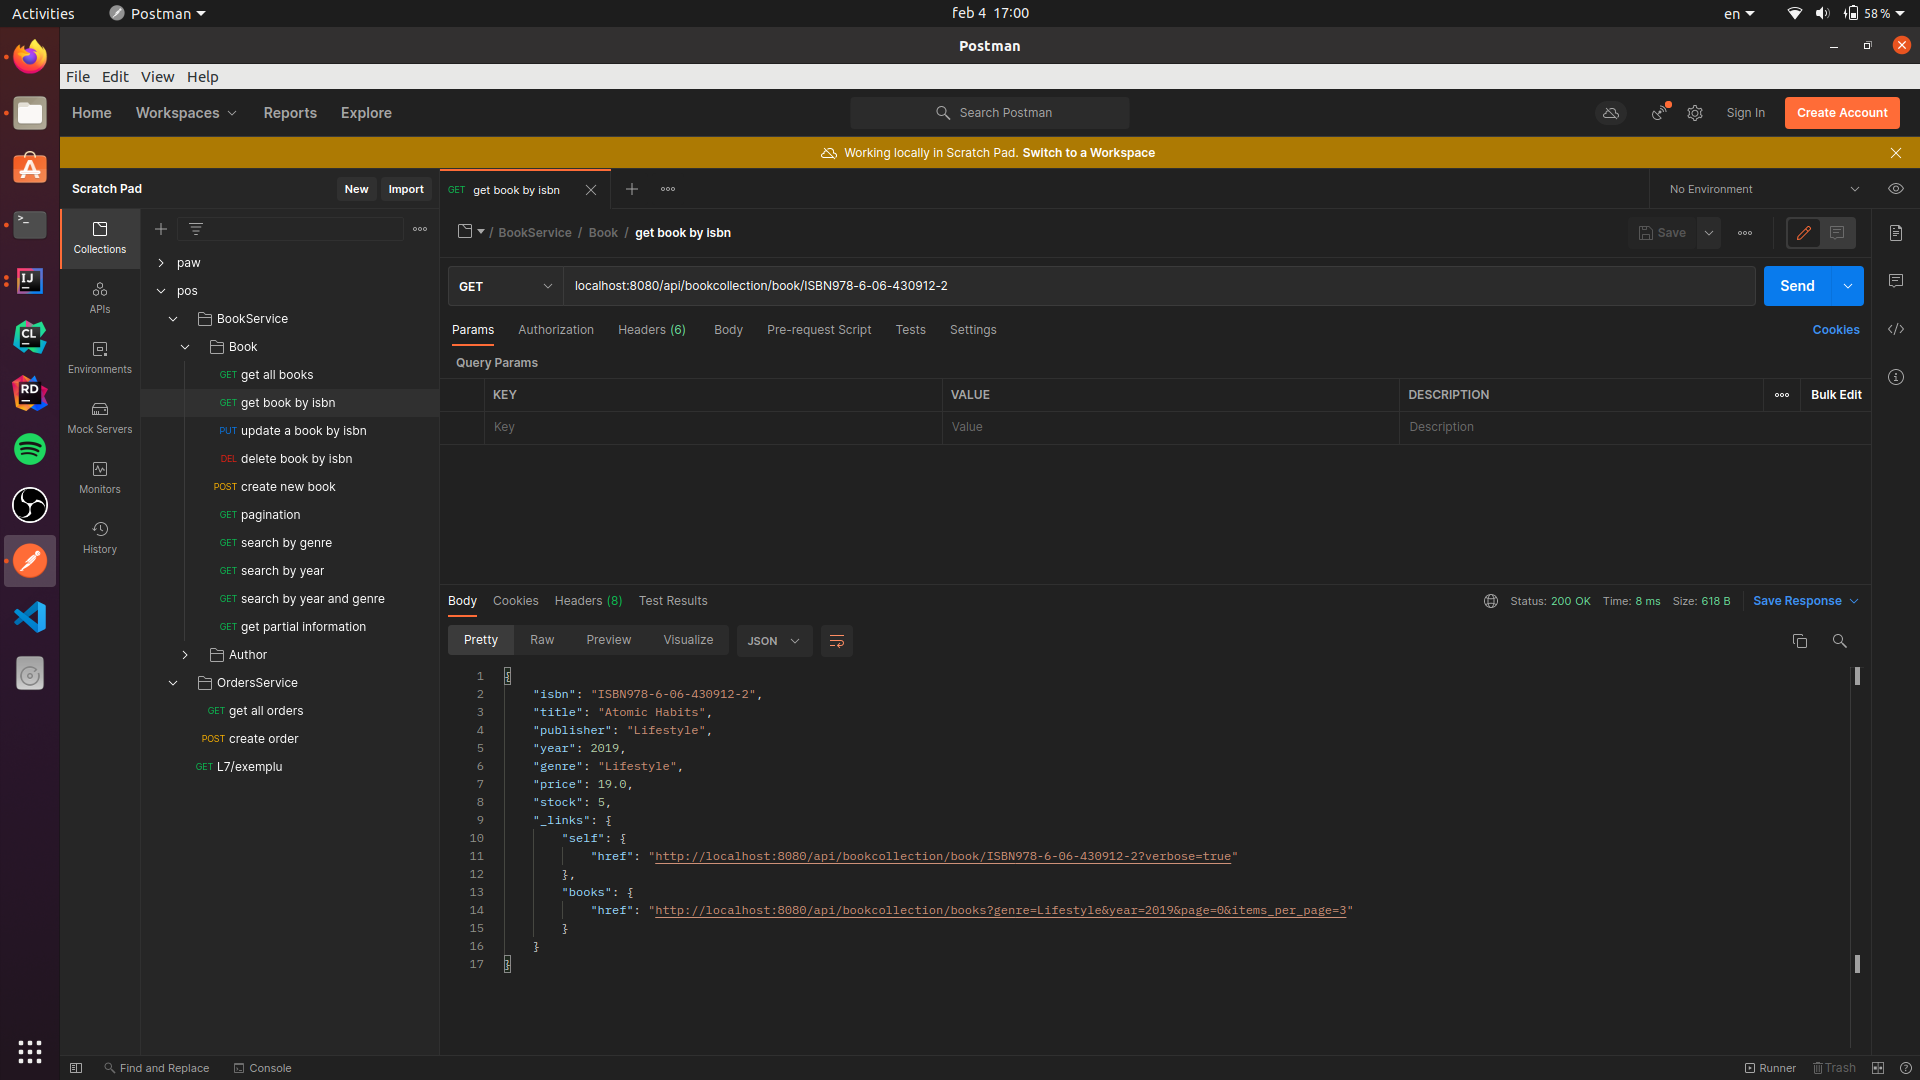 Activities Postman feb 4 17:00 en 58 %
Postman
File Edit View Help
Home Workspaces Reports Explore Search Postman Sign In Create Account
Working locally in Scratch Pad. Switch to a Workspace
Scratch Pad New Import GET get book by isbn No Environment
BookService / Book / get book by isbn Save
Collections
APIs
Environments
Mock Servers
Monitors
History
paw
pos
BookService
Book
GET get all books
GET get book by isbn
PUT update a book by isbn
DEL delete book by isbn
POST create new book
GET pagination
GET search by genre
GET search by year
GET search by year and genre
GET get partial information
Author
OrdersService
GET get all orders
POST create order
GET L7/exemplu
GET localhost:8080/api/bookcollection/book/ISBN978-6-06-430912-2 Send
Params Authorization Headers (6) Body Pre-request Script Tests Settings Cookies
Query Params
KEY VALUE DESCRIPTION Bulk Edit
Key Value Description
Body Cookies Headers (8) Test Results Status: 200 OK Time: 8 ms Size: 618 B Save Response
Pretty Raw Preview Visualize JSON
1 {
2 "isbn": "ISBN978-6-06-430912-2",
3 "title": "Atomic Habits",
4 "publisher": "Lifestyle",
5 "year": 2019,
6 "genre": "Lifestyle",
7 "price": 19.0,
8 "stock": 5,
9 "_links": {
10 "self": {
11 "href": "http://localhost:8080/api/bookcollection/book/ISBN978-6-06-430912-2?verbose=true"
12 },
13 "books": {
14 "href": "http://localhost:8080/api/bookcollection/books?genre=Lifestyle&year=2019&page=0&items_per_page=3"
15 }
16 }
17 }
Find and Replace Console Runner Trash